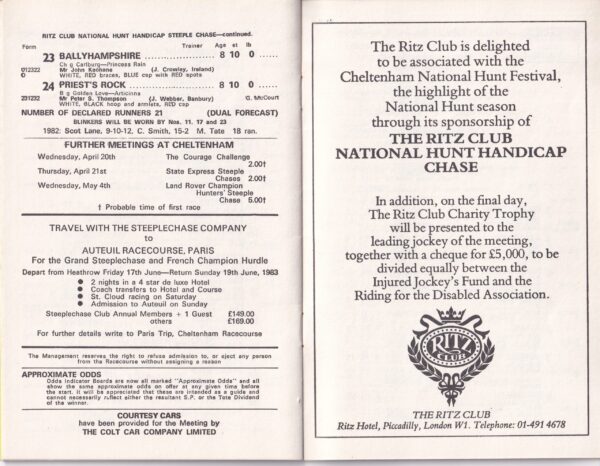 RITZ CLUB NATIONAL HUNT HANDICAP STEEPLE CHASE—continued.
Form Trainer Age st lb
23 BALLYHAMPSHIRE 8 10 0
Ch g Carlburg—Princess Rain
012322 Mr John Keohane (J. Crowley, Ireland)
O WHITE, RED braces, BLUE cap with RED spots
24 PRIEST'S ROCK 8 10 0
B g Golden Love—Articinna
231232 Mr Peter S. Thompson (J. Webber, Banbury) G. McCourt
WHITE, BLACK hoop and armlets, RED cap
NUMBER OF DECLARED RUNNERS 21 (DUAL FORECAST)
BLINKERS WILL BE WORN BY Nos. 11, 17 and 23
1982: Scot Lane, 9-10-12, C. Smith, 15-2 M. Tate 18 ran.
FURTHER MEETINGS AT CHELTENHAM
Wednesday, April 20th The Courage Challenge
2.00†
Thursday, April 21st State Express Steeple
Chases 2.00†
Wednesday, May 4th Land Rover Champion
Hunters' Steeple
Chase 5.00†
† Probable time of first race
TRAVEL WITH THE STEEPLECHASE COMPANY
to
AUTEUIL RACECOURSE, PARIS
For the Grand Steeplechase and French Champion Hurdle
Depart from Heathrow Friday 17th June—Return Sunday 19th June, 1983
● 2 nights in a 4 star de luxe Hotel
● Coach transfers to Hotel and Course
● St. Cloud racing on Saturday
● Admission to Auteuil on Sunday
Steeplechase Club Annual Members + 1 Guest £149.00
others £169.00
For further details write to Paris Trip, Cheltenham Racecourse
The Management reserves the right to refuse admission to, or eject any person
from the Racecourse without assigning a reason
APPROXIMATE ODDS
Odds Indicator Boards are now all marked "Approximate Odds" and all
show the same approximate odds on offer at any given time before
the start. It will be appreciated that these are intended as a guide and
cannot necessarily reflect either the resultant S.P. or the Tote Dividend
of the winner.
COURTESY CARS
have been provided for the Meeting by
THE COLT CAR COMPANY LIMITED
The Ritz Club is delighted
to be associated with the
Cheltenham National Hunt Festival,
the highlight of the
National Hunt season
through its sponsorship of
THE RITZ CLUB
NATIONAL HUNT HANDICAP
CHASE
In addition, on the final day,
The Ritz Club Charity Trophy
will be presented to the
leading jockey of the meeting,
together with a cheque for £5,000, to be
divided equally between the
Injured Jockey's Fund and the
Riding for the Disabled Association.
RITZ
CLUB
THE RITZ CLUB
Ritz Hotel, Piccadilly, London W1. Telephone: 01-491 4678